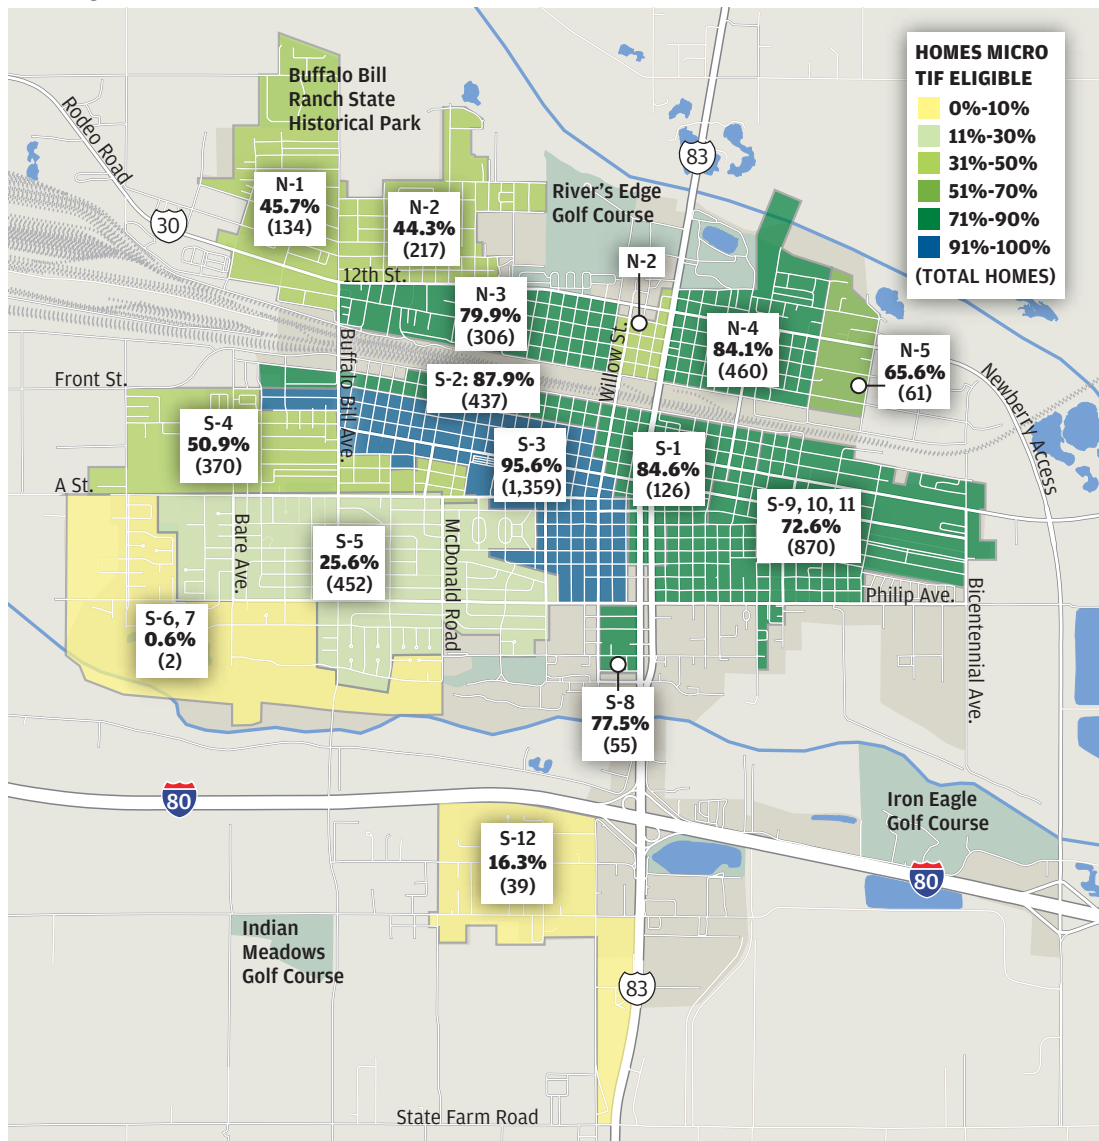 HOMES MICRO
TIF ELIGIBLE
0%-10%
11%-30%
31%-50%
51%-70%
71%-90%
91%-100%
(TOTAL HOMES)
Buffalo Bill
Ranch State
Historical Park
Rodeo Road
30
83
N-1
45.7%
(134)
N-2
44.3%
(217)
River's Edge
Golf Course
N-2
12th St.
N-3
79.9%
(306)
Willow St.
N-4
84.1%
(460)
N-5
65.6%
(61)
Newberry Access
Front St.
Buffalo Bill Ave.
S-2: 87.9%
(437)
S-4
50.9%
(370)
S-3
95.6%
(1,359)
S-1
84.6%
(126)
A St.
S-9, 10, 11
72.6%
(870)
Bare Ave.
S-5
25.6%
(452)
McDonald Road
Philip Ave.
Bicentennial Ave.
S-6, 7
0.6%
(2)
S-8
77.5%
(55)
80
Iron Eagle
Golf Course
80
S-12
16.3%
(39)
Indian
Meadows
Golf Course
83
State Farm Road